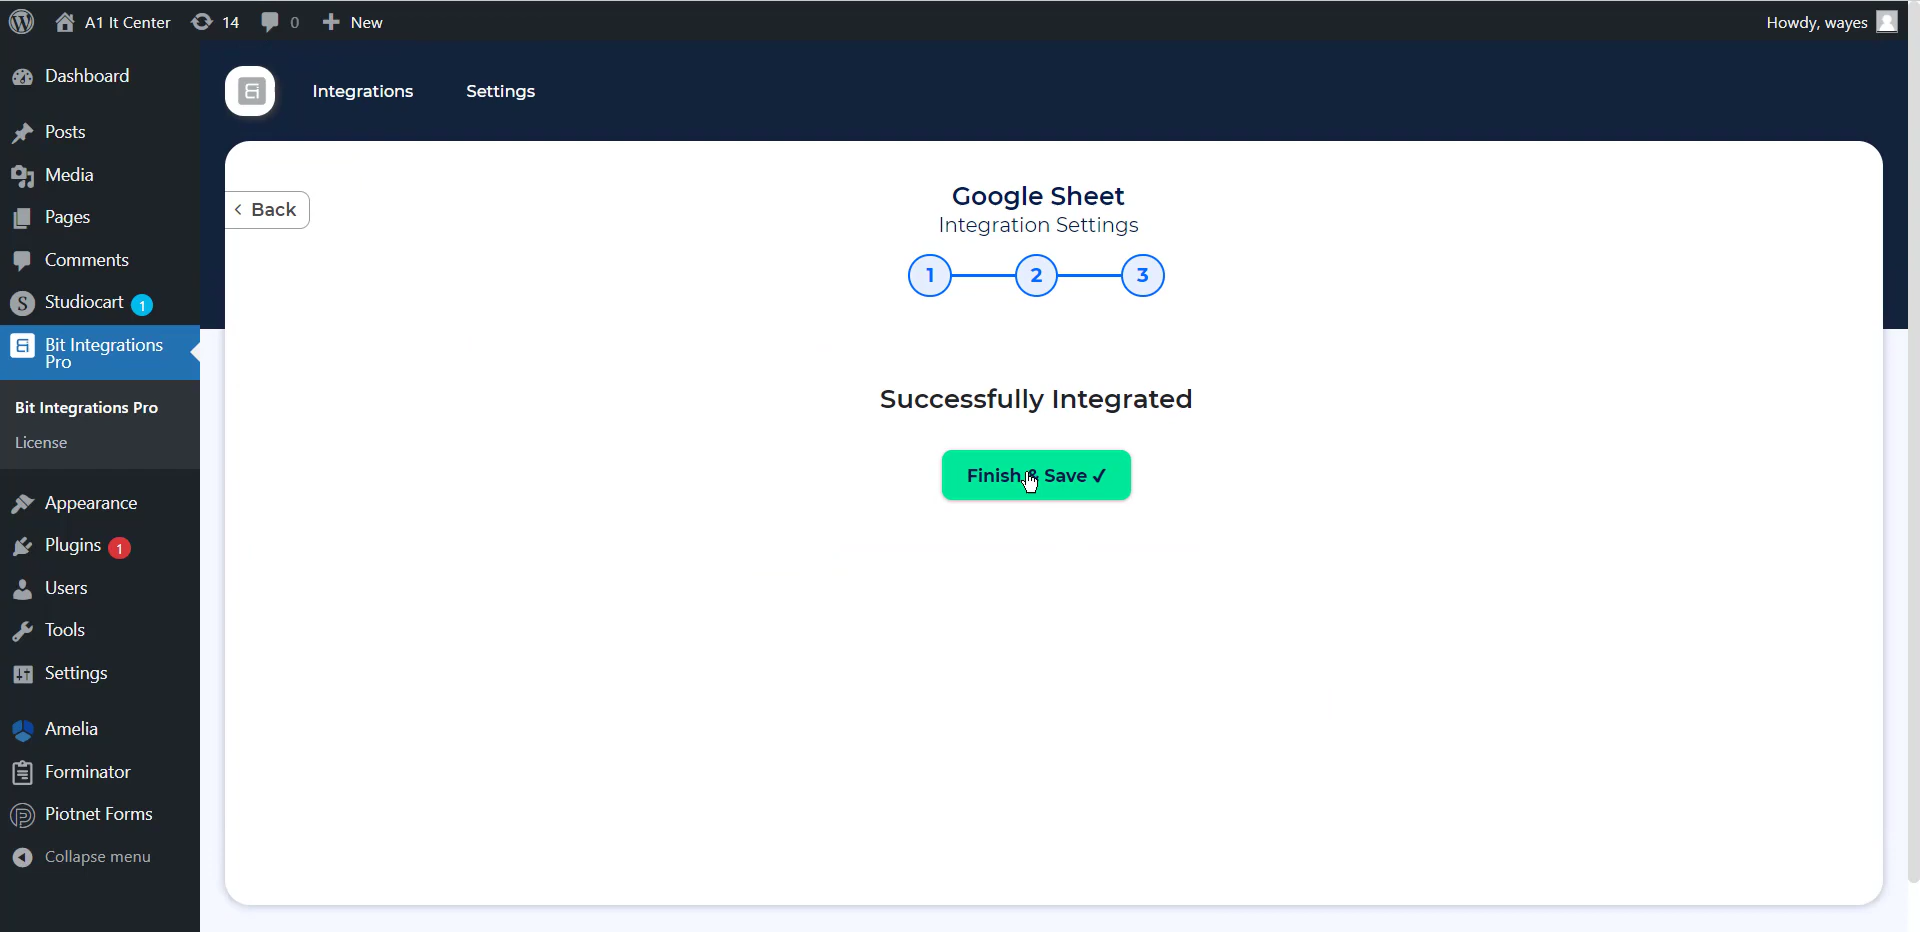 A1 It Center
14
0
New
Howdy, wayes
Dashboard
Posts
Media
Pages
Comments
Studiocart 1
Bit Integrations
Pro
Bit Integrations Pro
License
Appearance
Plugins 1
Users
Tools
Settings
Amelia
Forminator
Piotnet Forms
Collapse menu
Integrations
Settings
Back
Google Sheet
Integration Settings
1
2
3
Successfully Integrated
Finish & Save ✓